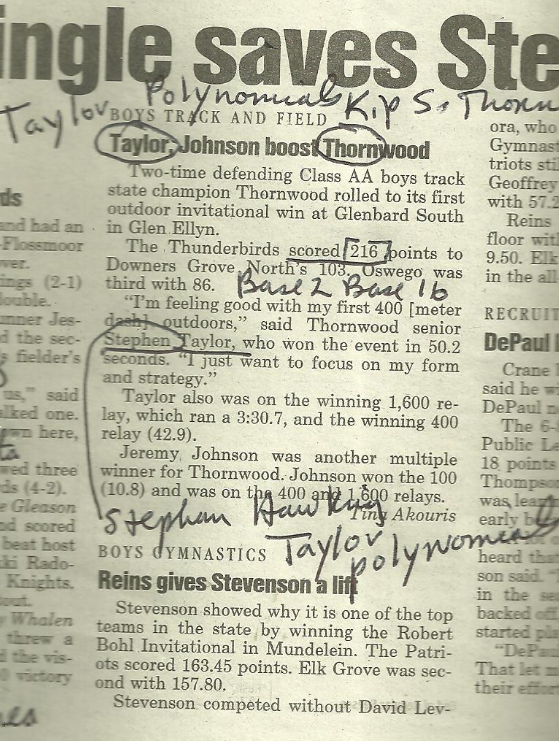 ingle saves Ste
Taylor Polynomials Kip S. Thorn
BOYS TRACK AND FIELD
Taylor, Johnson boost Thornwood
Two-time defending Class AA boys track
state champion Thornwood rolled to its first
outdoor invitational win at Glenbard South
in Glen Ellyn.
The Thunderbirds scored 216 points to
Downers Grove North's 103. Oswego was
third with 86.
Base 2 Base 16
"I'm feeling good with my first 400 [meter
dash] outdoors," said Thornwood senior
Stephen Taylor, who won the event in 50.2
seconds. "I just want to focus on my form
and strategy."
Taylor also was on the winning 1,600 re-
lay, which ran a 3:30.7, and the winning 400
relay (42.9).
Jeremy Johnson was another multiple
winner for Thornwood. Johnson won the 100
(10.8) and was on the 400 and 1,600 relays.
Tina Akouris
Stephan Hawking
Taylor
polynomial
BOYS GYMNASTICS
Reins gives Stevenson a lift
Stevenson showed why it is one of the top
teams in the state by winning the Robert
Bohl Invitational in Mundelein. The Patri-
ots scored 163.45 points. Elk Grove was sec-
ond with 157.80.
Stevenson competed without David Lev-
ds
and had an
-Flossmoor
ver.
ings (2-1)
double.
umner Jes-
d the sec-
s fielder's
us," said
alked one.
own here,
wed three
ds (4-2).
e Gleason
nd scored
beat host
ki Rado-
Knights.
bout.
y Whalen
threw a
d the vis-
0 victory
ora, who
Gymnast
triots sti
Geoffrey
with 57.2
Reins
floor wit
9.50. Elk
in the all
RECRUIT
DePaul
Crane
said he w
DePaul n
The 6-
Public Le
18 points
Thompso
was lear
early b
heard tha
son said.
in the se
backed off
started pl
"DePau
That let m
their effor